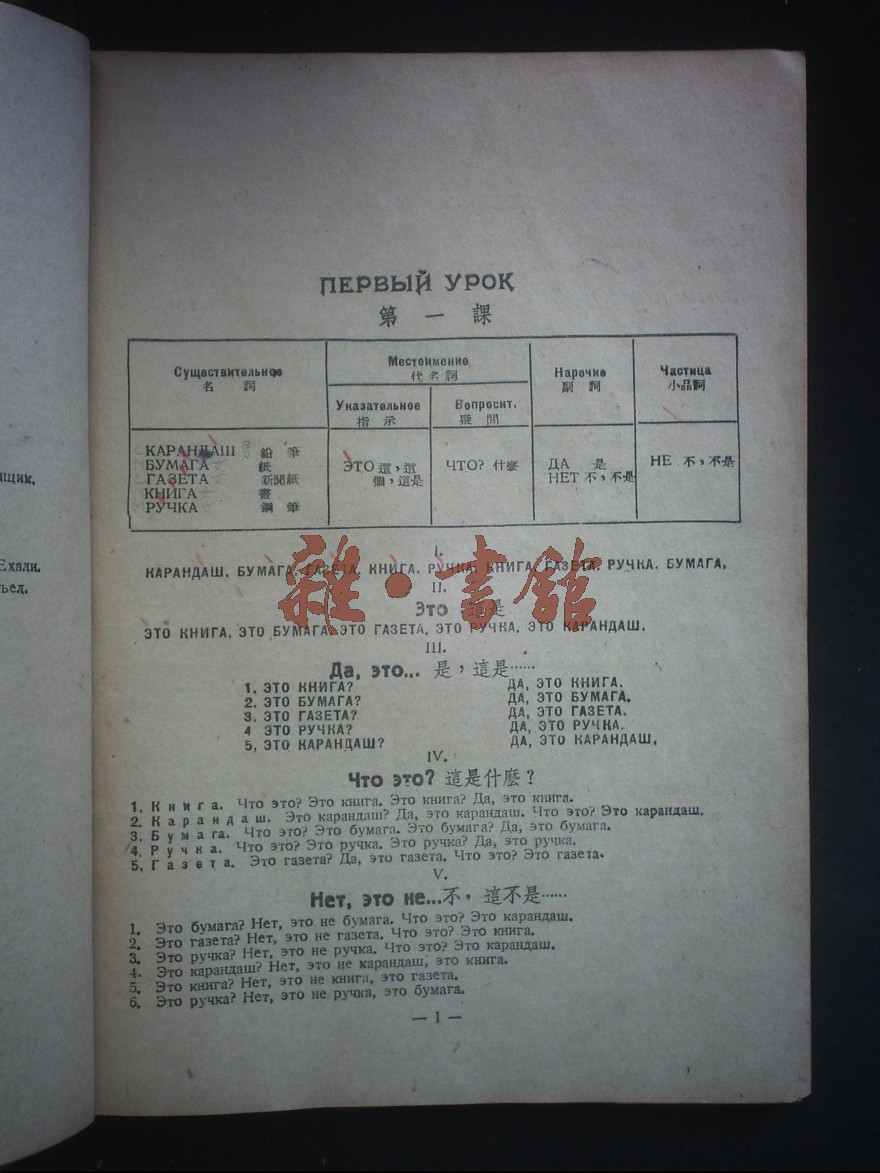 ищим.
Ехали.
ъел.
ПЕРВЫЙ УРОК
第 一 課
Существительное
名 詞
Местоимение
代名詞
Наречие
副 詞
Частица
小品詞
Указательное
指 示
Вопросит.
疑 問
КАРАНДАШ 鉛 筆
БУМАГА 紙
ГАЗЕТА 新聞紙
КНИГА 書
РУЧКА 鋼 筆
ЭТО 這,這
個,這是
ЧТО? 什麽
ДА 是
НЕТ不,不是
НЕ 不,不是
I.
КАРАНДАШ. БУМАГА. ГАЗЕТА. КНИГА. РУЧКА. КНИГА. ГАЗЕТА. РУЧКА. БУМАГА.
II.
Это 這是
ЭТО КНИГА. ЭТО БУМАГА. ЭТО ГАЗЕТА. ЭТО РУЧКА. ЭТО КАРАНДАШ.
雜·書館
III.
Да, это... 是,這是……
1. ЭТО КНИГА? ДА, ЭТО КНИГА.
2. ЭТО БУМАГА? ДА, ЭТО БУМАГА.
3. ЭТО ГАЗЕТА? ДА, ЭТО ГАЗЕТА.
4 ЭТО РУЧКА? ДА, ЭТО РУЧКА.
5, ЭТО КАРАНДАШ? ДА, ЭТО КАРАНДАШ,
IV.
Что это? 這是什麽?
1. Книга. Что это? Это книга. Это книга? Да, это книга.
2. Карандаш. Это карандаш? Да, это карандаш. Что это? Это карандаш.
3. Бумага. Что это? Это бумага. Это бумага? Да, это бумага.
4. Ручка. Что это? Это ручка. Это ручка? Да, это ручка.
5. Газета. Это газета? Да, это газета. Что это? Это газета.
V.
Нет, это не...不,這不是……
1. Это бумага? Нет, это не бумага. Что это? Это карандаш.
2. Это газета? Нет, это не газета. Что это? Это книга.
3. Это ручка? Нет, это не ручка. Что это? Это карандаш.
4- Это карандаш? Нет, это не карандаш, это книга.
5. Это книга? Нет, это не книга, это газета.
6. Это ручка? Нет, это не ручка, это бумага.
— 1 —